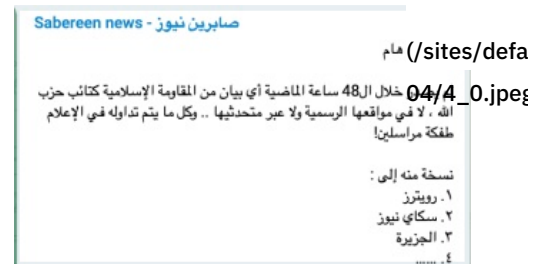 صابرين نيوز - Sabereen news
هام
(/sites/defa
خلال ال48 ساعة الماضية أي بيان من المقاومة الإسلامية كتائب حزب
04/4_0.jpeg
الله ، لا في مواقعها الرسمية ولا عبر متحدثيها .. وكل ما يتم تداوله في الإعلام
طفكة مراسلين!
نسخة منه إلى :
١. رويترز
٢. سكاي نيوز
٣. الجزيرة
٤. ......